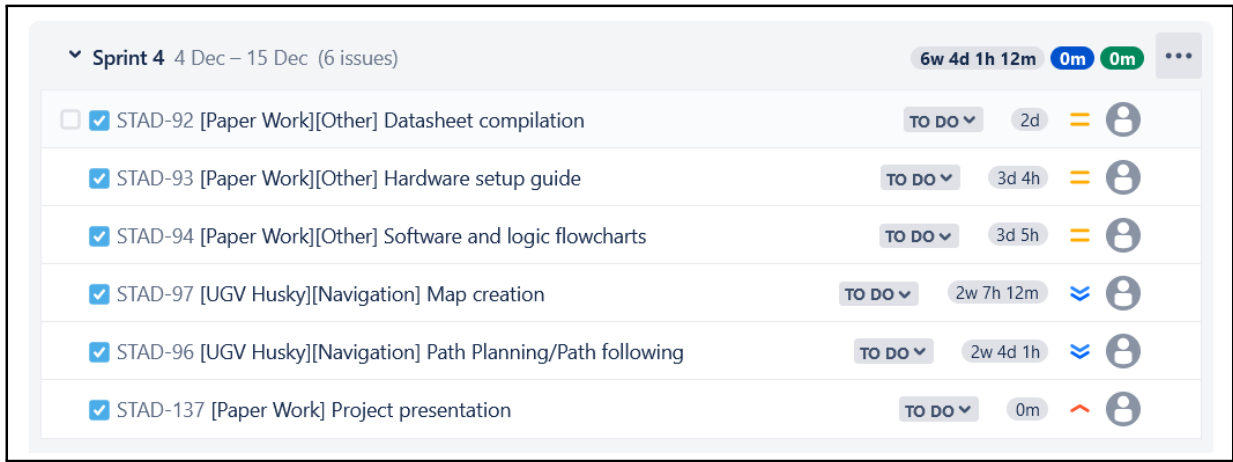 Sprint 4 4 Dec – 15 Dec (6 issues) 6w 4d 1h 12m 0m 0m
STAD-92 [Paper Work][Other] Datasheet compilation TO DO 2d
STAD-93 [Paper Work][Other] Hardware setup guide TO DO 3d 4h
STAD-94 [Paper Work][Other] Software and logic flowcharts TO DO 3d 5h
STAD-97 [UGV Husky][Navigation] Map creation TO DO 2w 7h 12m
STAD-96 [UGV Husky][Navigation] Path Planning/Path following TO DO 2w 4d 1h
STAD-137 [Paper Work] Project presentation TO DO 0m